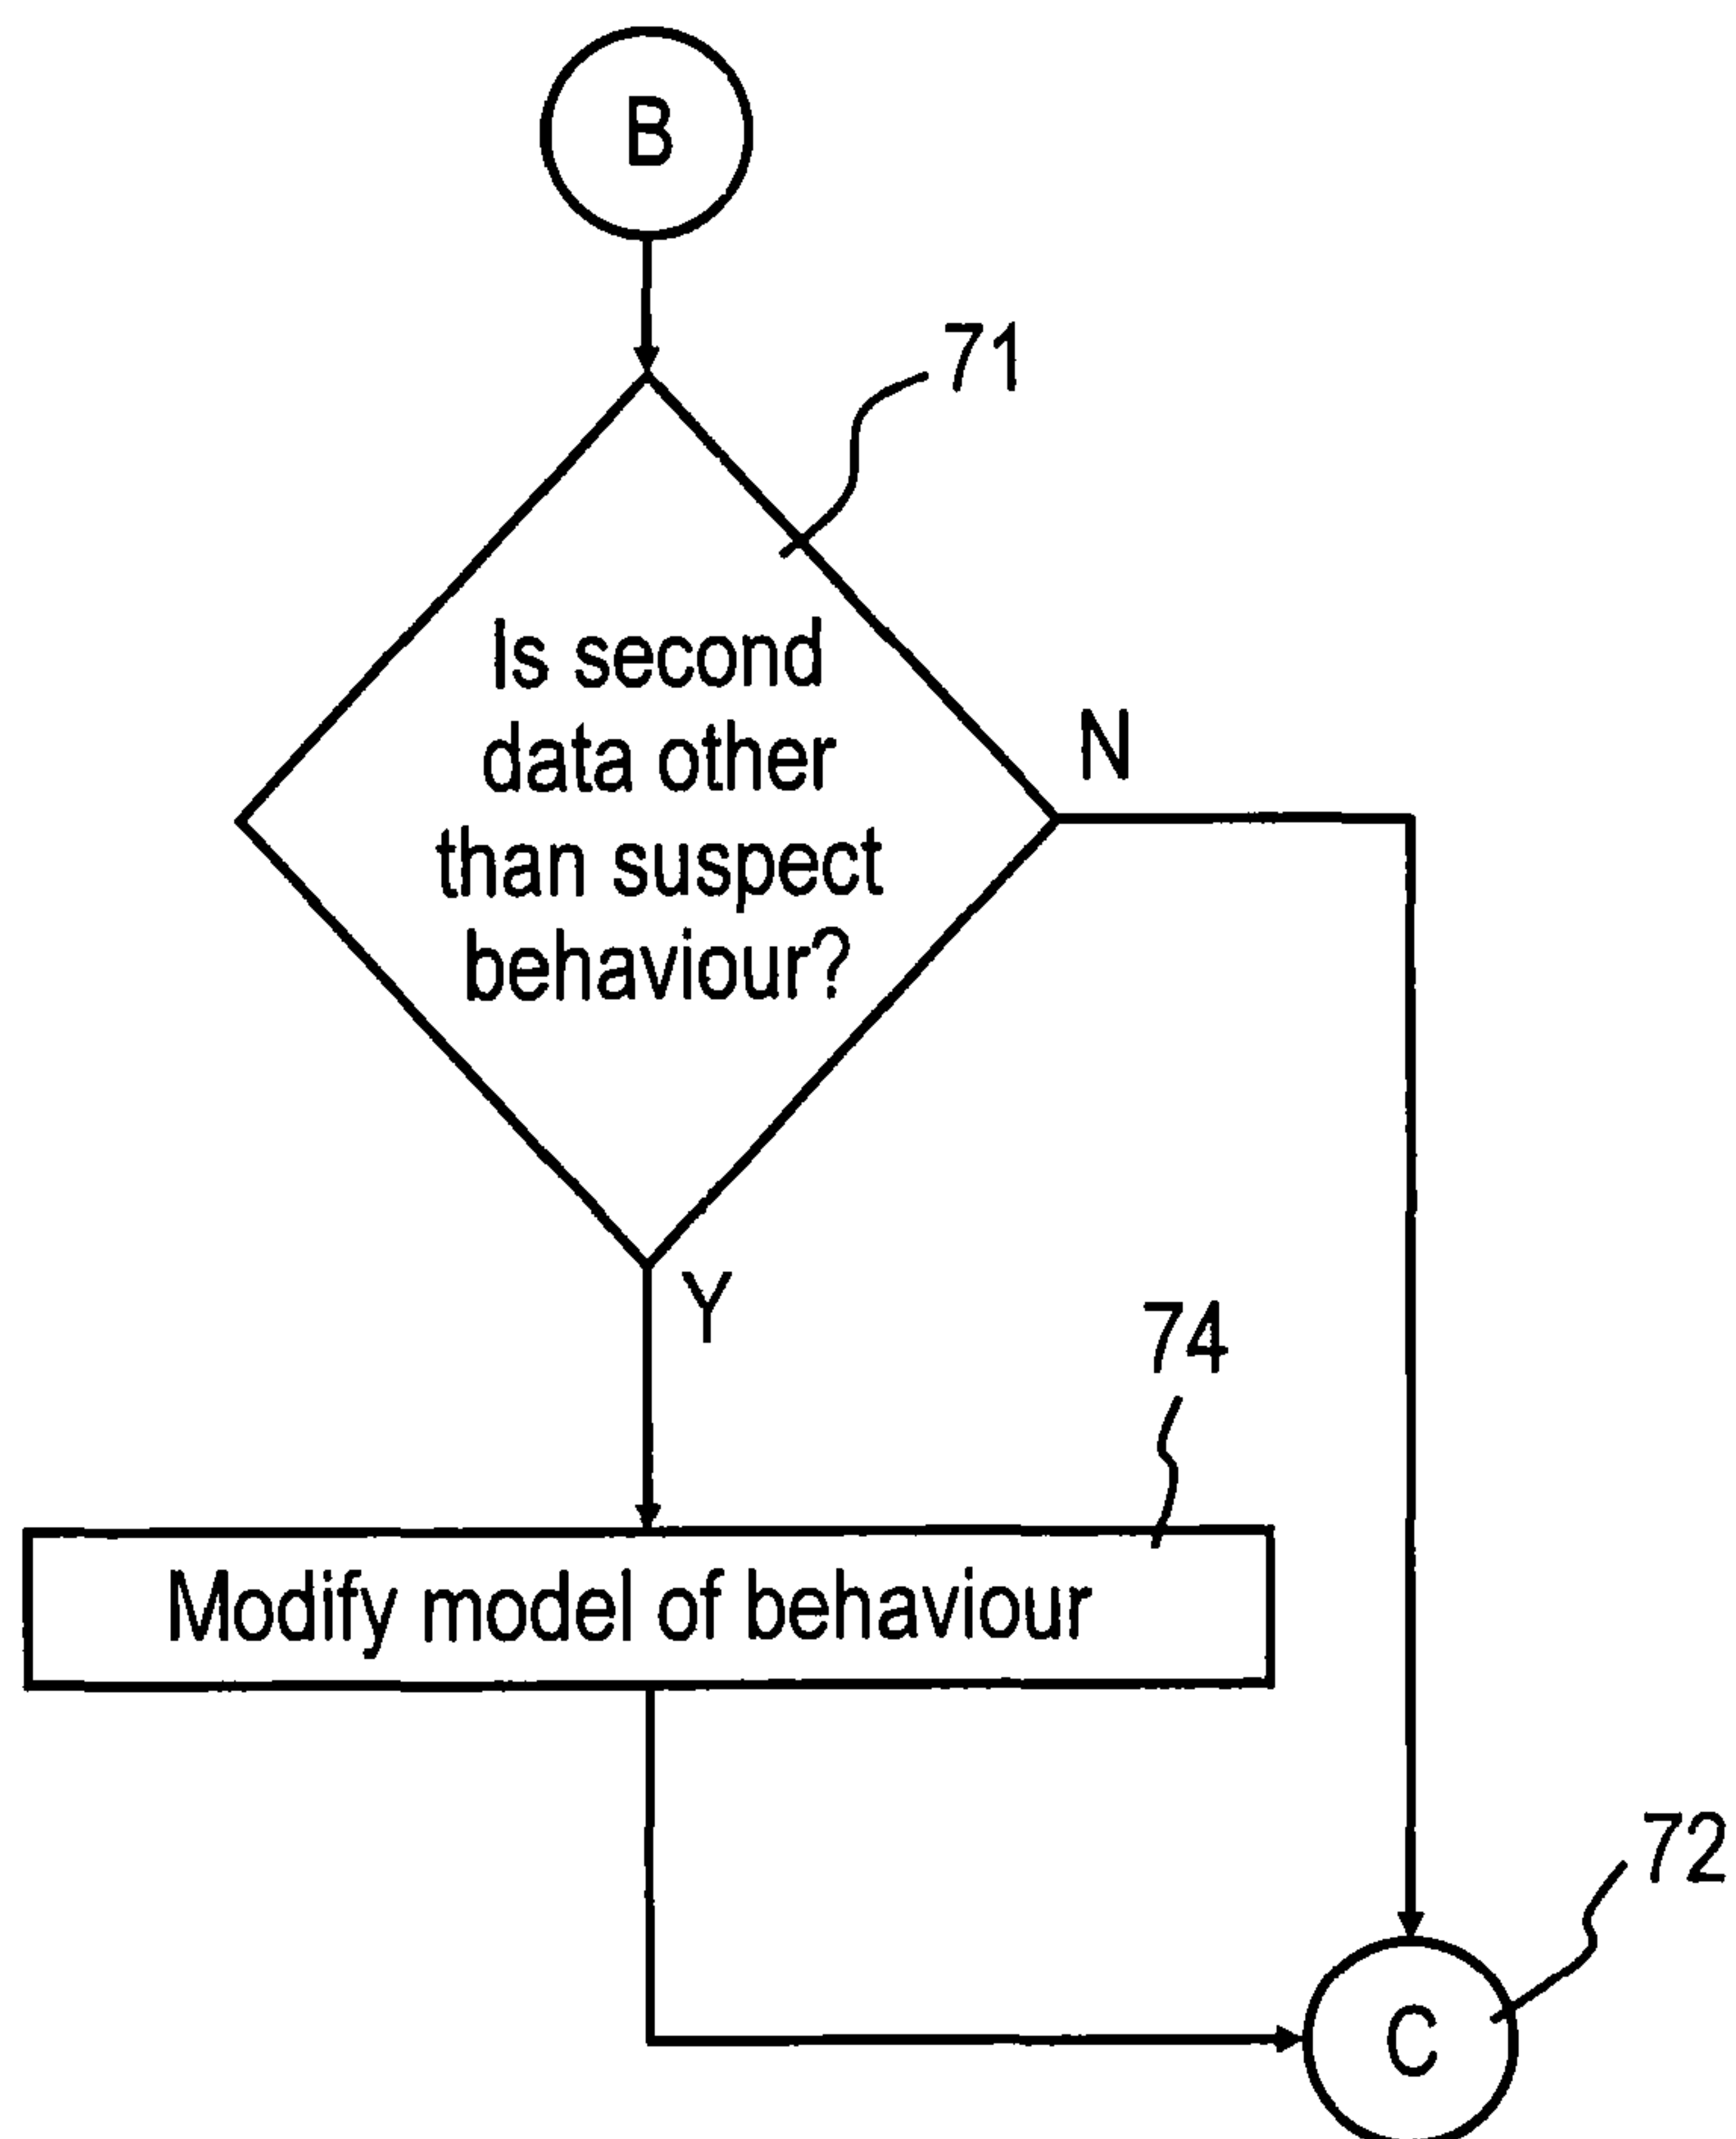 B
71
Is second
data other
than suspect
behaviour?
N
Y
74
Modify model of behaviour
72
C